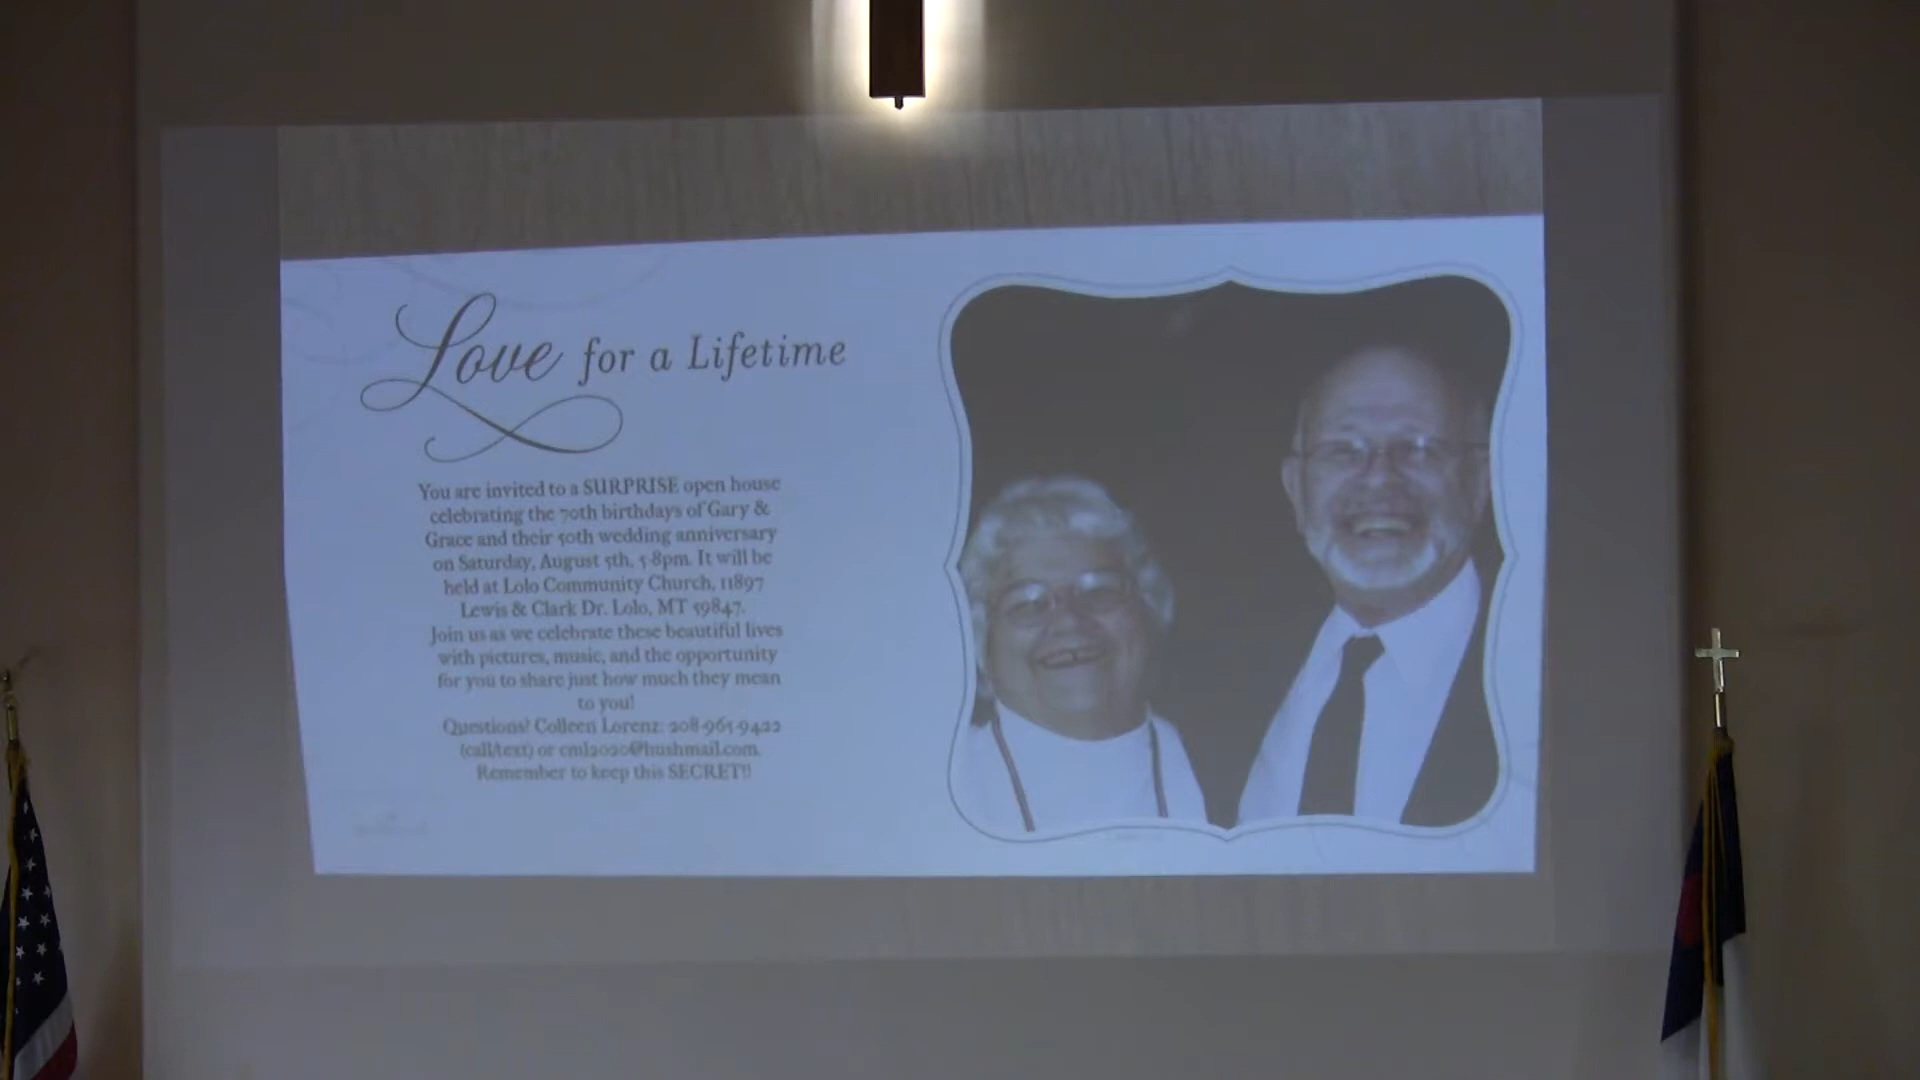 Love for a Lifetime
You are invited to a SURPRISE open house
celebrating the 70th birthdays of Gary &
Grace and their 50th wedding anniversary
on Saturday, August 5th, 5-8pm. It will be
held at Lolo Community Church, 11897
Lewis & Clark Dr. Lolo, MT 59847.
Join us as we celebrate these beautiful lives
with pictures, music, and the opportunity
for you to share just how much they mean
to you!
Questions? Colleen Lorenz: 208-965-9422
(call/text) or cml2020@hushmail.com.
Remember to keep this SECRET!!